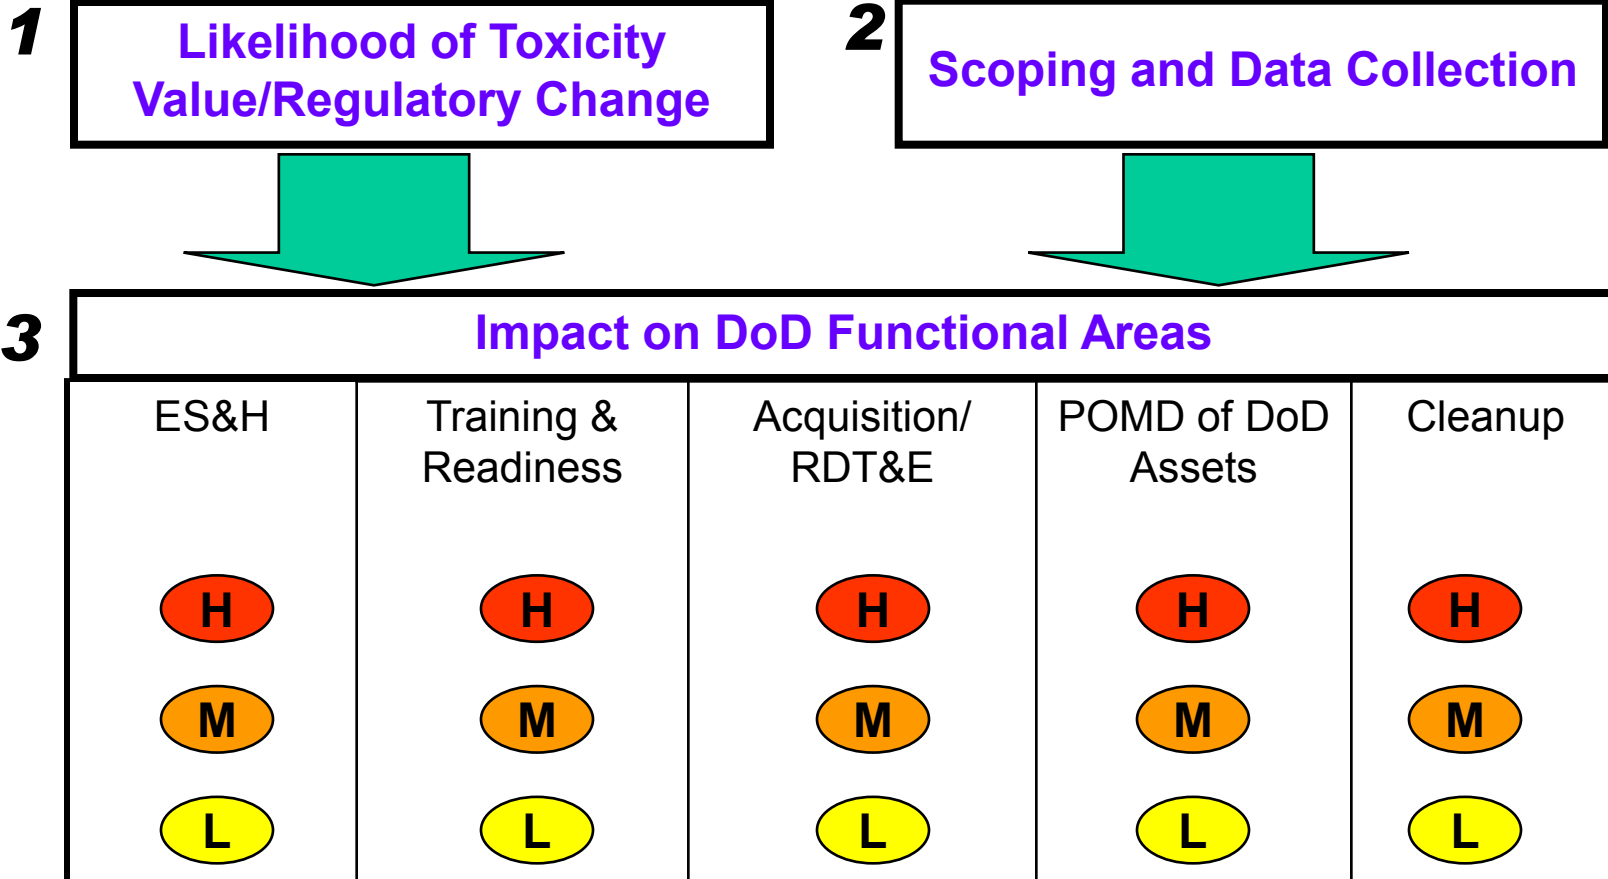 1
Likelihood of Toxicity
Value/Regulatory Change
2
Scoping and Data Collection
3
Impact on DoD Functional Areas
ES&H
Training &
Readiness
Acquisition/
RDT&E
POMD of DoD
Assets
Cleanup
H H H H H
M M M M M
L L L L L